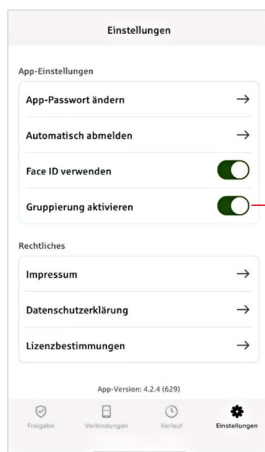 Einstellungen
App-Einstellungen
App-Passwort ändern
Automatisch abmelden
Face ID verwenden
Gruppierung aktivieren
Rechtliches
Impressum
Datenschutzerklärung
Lizenzbestimmungen
App-Version: 4.2.4 (629)
Freigabe Verbindungen Verlauf Einstellungen